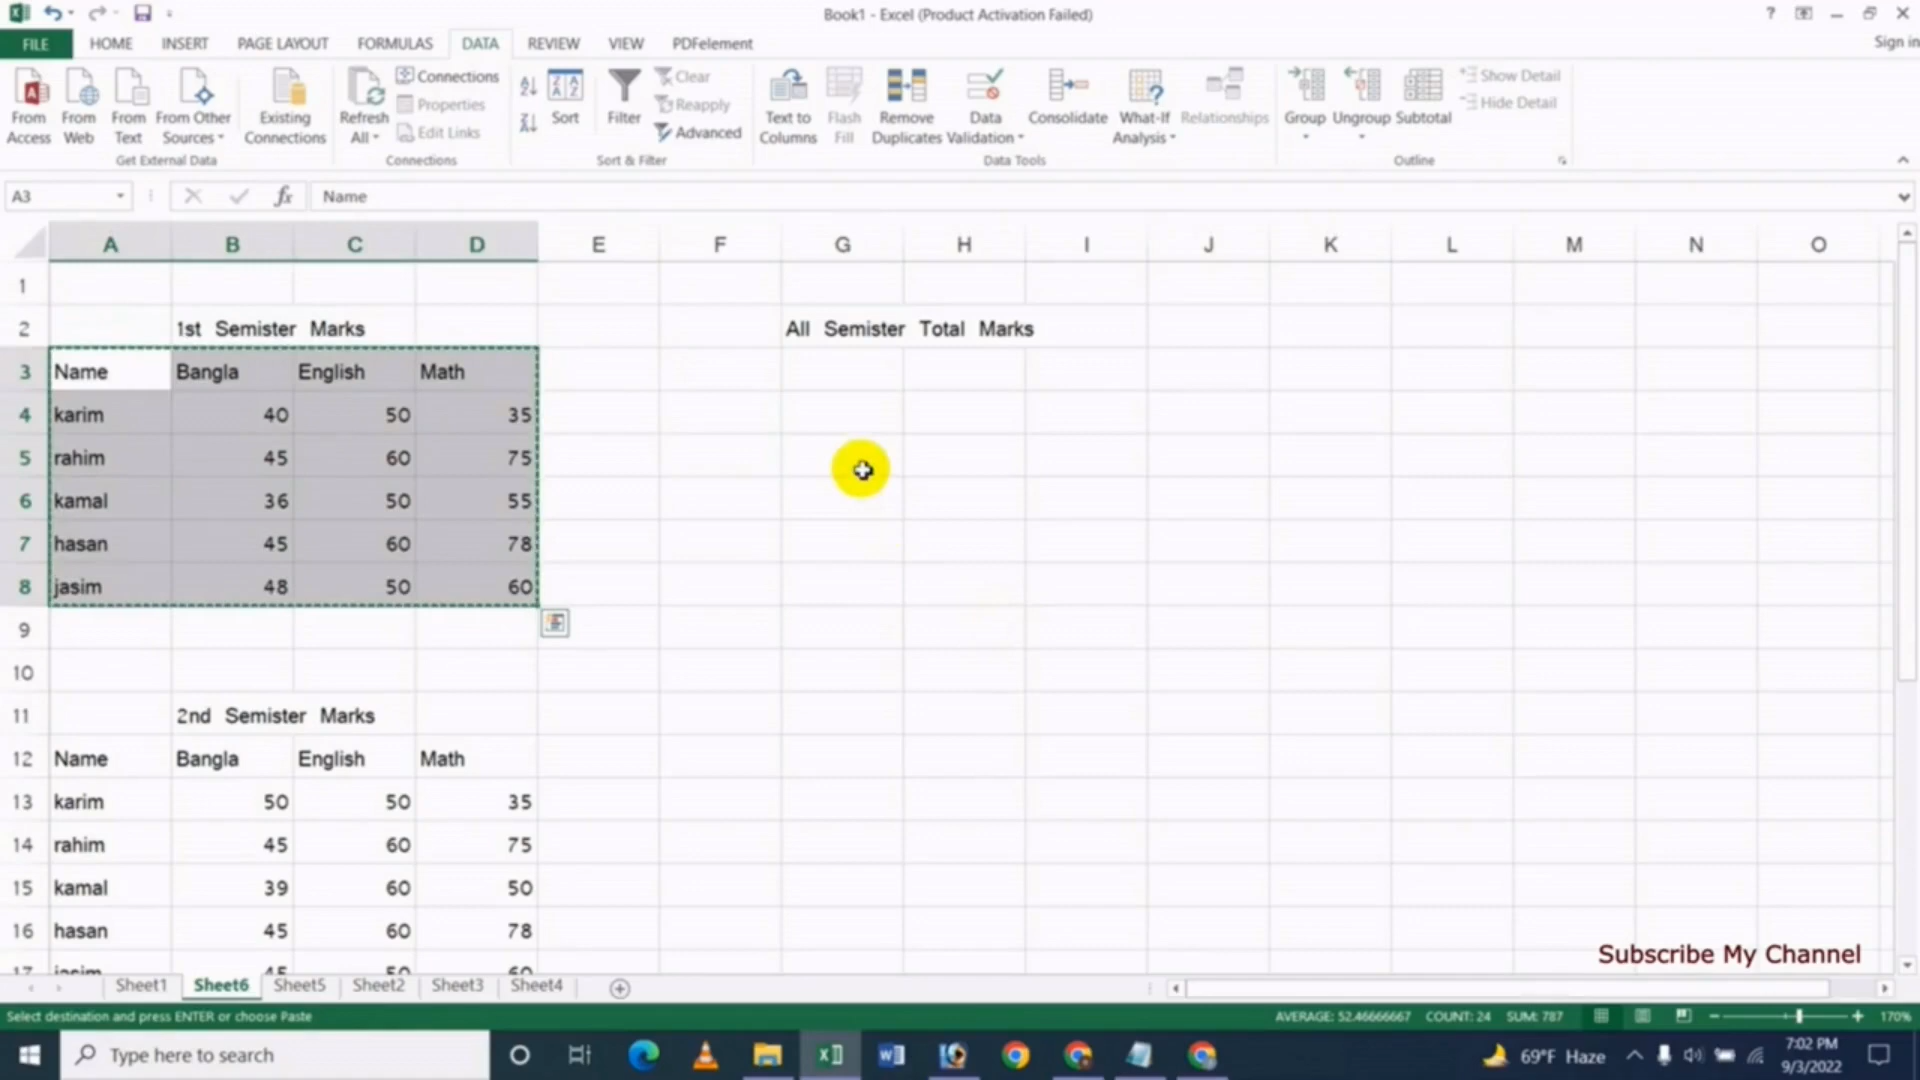 Book1 - Excel (Product Activation Failed)
Sign in
FILE HOME INSERT PAGE LAYOUT FORMULAS DATA REVIEW VIEW PDFelement
From Access
From Web
From Text
From Other Sources
Existing Connections
Get External Data
Refresh All
Connections
Properties
Edit Links
Connections
Sort
Filter
Clear
Reapply
Advanced
Sort & Filter
Text to Columns
Flash Fill
Remove Duplicates
Data Validation
Consolidate
What-If Analysis
Relationships
Data Tools
Group
Ungroup
Subtotal
Show Detail
Hide Detail
Outline
A3 fx Name
A B C D E F G H I J K L M N O
1
2 1st Semister Marks All Semister Total Marks
3 Name Bangla English Math
4 karim 40 50 35
5 rahim 45 60 75
6 kamal 36 50 55
7 hasan 45 60 78
8 jasim 48 50 60
9
10
11 2nd Semister Marks
12 Name Bangla English Math
13 karim 50 50 35
14 rahim 45 60 75
15 kamal 39 60 50
16 hasan 45 60 78
17 jasim 45 50 60
Subscribe My Channel
Sheet1 Sheet6 Sheet5 Sheet2 Sheet3 Sheet4
Select destination and press ENTER or choose Paste AVERAGE: 52.46666667 COUNT: 24 SUM: 787 170%
Type here to search
69°F Haze
7:02 PM
9/3/2022